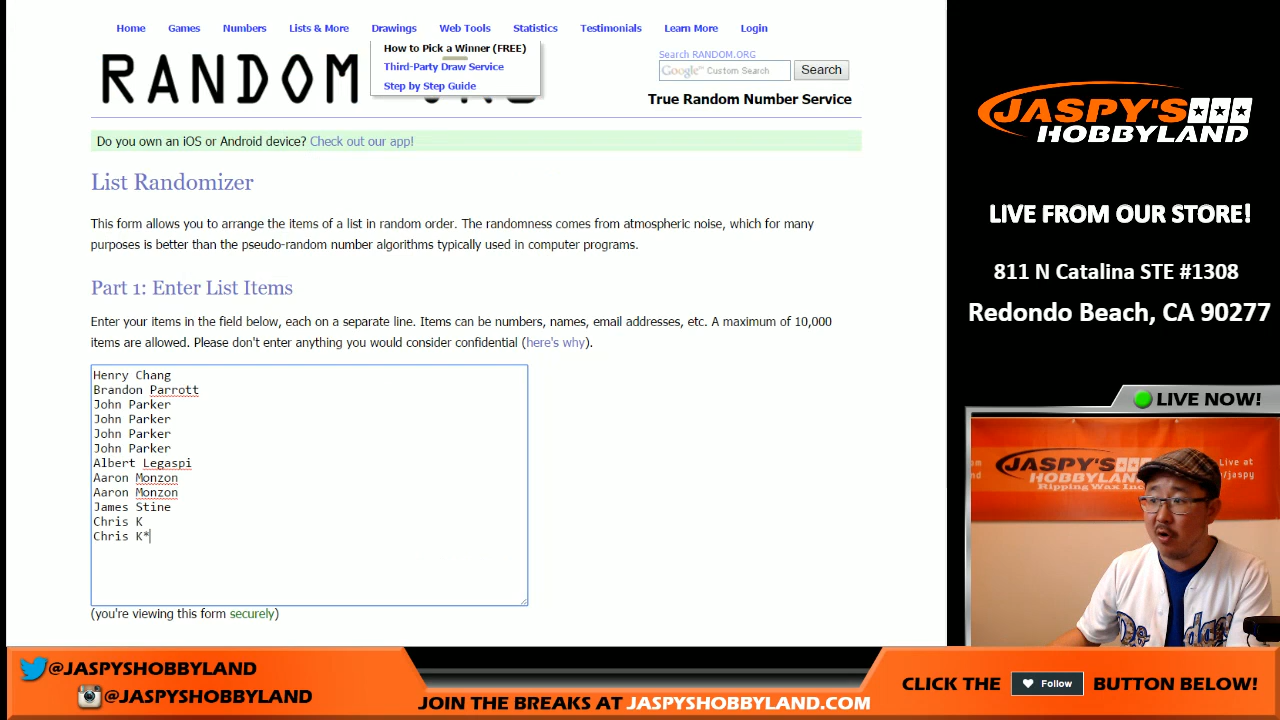 Home Games Numbers Lists & More Drawings Web Tools Statistics Testimonials Learn More Login
How to Pick a Winner (FREE)
Third-Party Draw Service
Step by Step Guide
RANDOM
Search RANDOM.ORG
Google™ Custom Search Search
True Random Number Service
Do you own an iOS or Android device? Check out our app!
List Randomizer
This form allows you to arrange the items of a list in random order. The randomness comes from atmospheric noise, which for many
purposes is better than the pseudo-random number algorithms typically used in computer programs.
Part 1: Enter List Items
Enter your items in the field below, each on a separate line. Items can be numbers, names, email addresses, etc. A maximum of 10,000
items are allowed. Please don't enter anything you would consider confidential (here's why).
Henry Chang
Brandon Parrott
John Parker
John Parker
John Parker
John Parker
Albert Legaspi
Aaron Monzon
Aaron Monzon
James Stine
Chris K
Chris K*
(you're viewing this form securely)
JASPY'S
HOBBYLAND
LIVE FROM OUR STORE!
811 N Catalina STE #1308
Redondo Beach, CA 90277
LIVE NOW!
JASPY'S
HOBBYLAND
Ripping Wax Inc
Live at
/jaspy
@JASPYSHOBBYLAND
@JASPYSHOBBYLAND
JOIN THE BREAKS AT JASPYSHOBBYLAND.COM
CLICK THE Follow BUTTON BELOW!